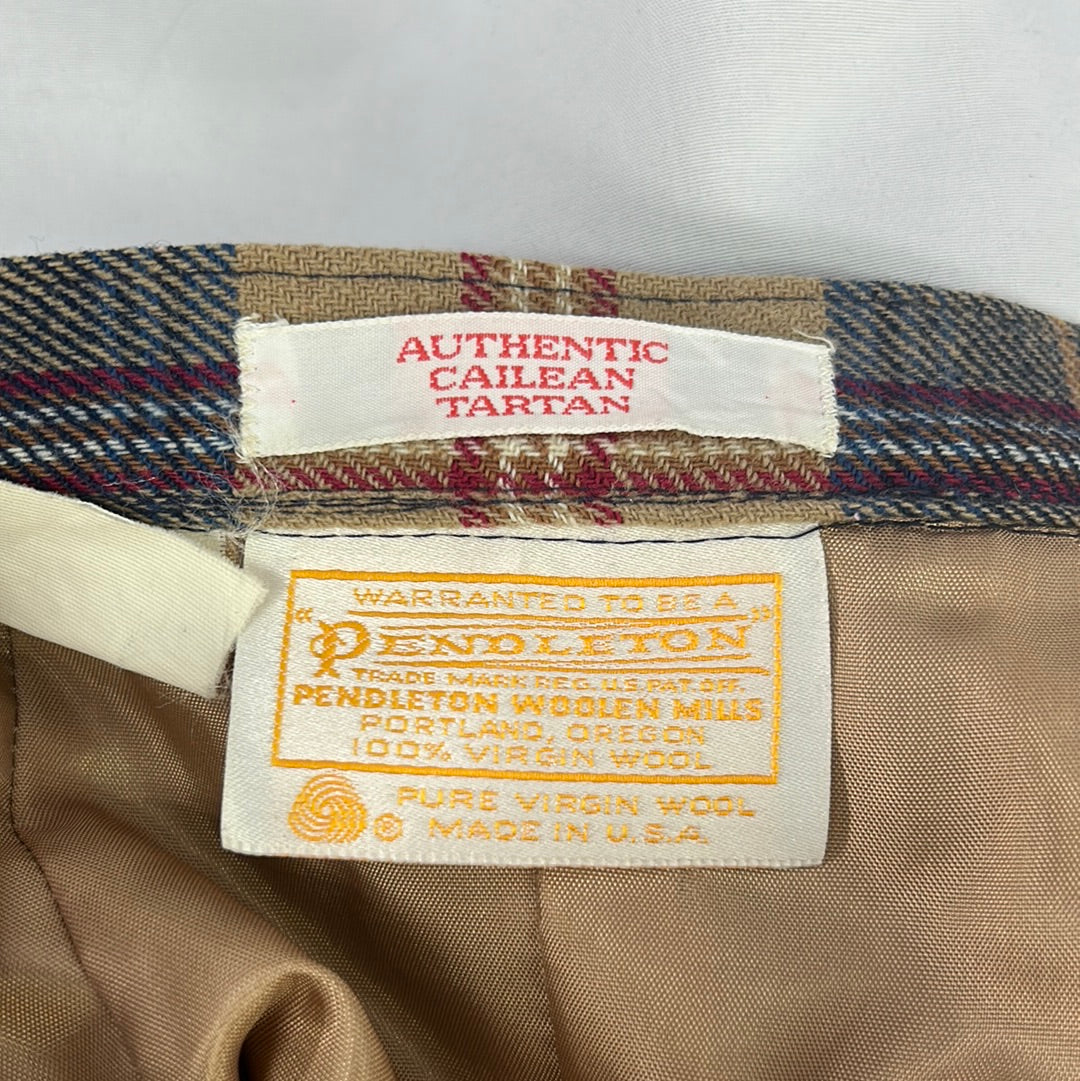 AUTHENTIC
CAILEAN
TARTAN
WARRANTED TO BE A
"PENDLETON"
TRADE MARK REG. U.S. PAT. OFF.
PENDLETON WOOLEN MILLS
PORTLAND, OREGON
100% VIRGIN WOOL
® PURE VIRGIN WOOL
MADE IN U.S.A.